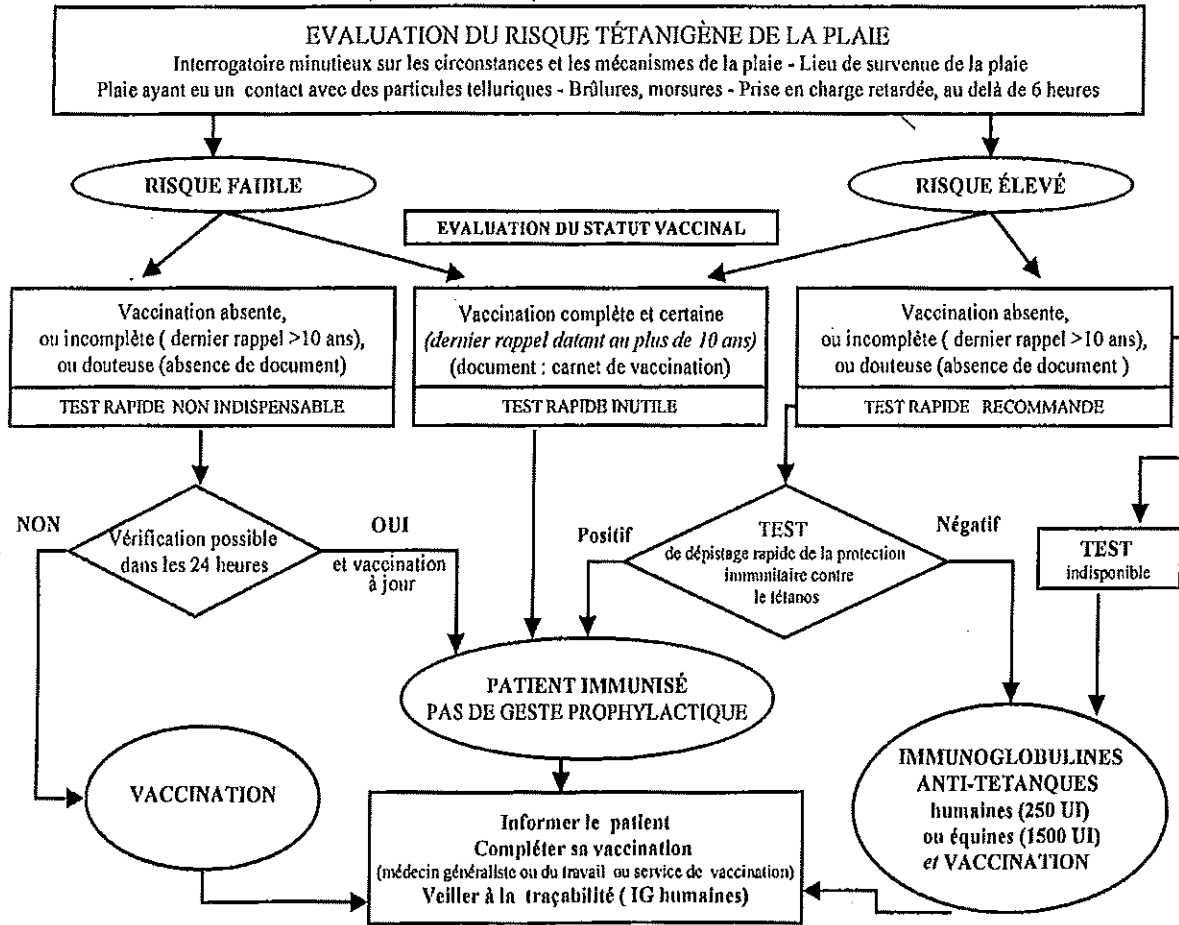 EVALUATION DU RISQUE TÉTANIGÈNE DE LA PLAIE
Interrogatoire minutieux sur les circonstances et les mécanismes de la plaie - Lieu de survenue de la plaie
Plaie ayant eu un contact avec des particules telluriques - Brûlures, morsures - Prise en charge retardée, au delà de 6 heures
RISQUE FAIBLE
RISQUE ÉLEVÉ
EVALUATION DU STATUT VACCINAL
Vaccination absente,
ou incomplète ( dernier rappel >10 ans),
ou douteuse (absence de document)
TEST RAPIDE NON INDISPENSABLE
Vaccination complète et certaine
(dernier rappel datant au plus de 10 ans)
(document : carnet de vaccination)
TEST RAPIDE INUTILE
Vaccination absente,
ou incomplète ( dernier rappel >10 ans),
ou douteuse (absence de document )
TEST RAPIDE RECOMMANDE
NON
Vérification possible
dans les 24 heures
OUI
et vaccination
à jour
Positif
TEST
de dépistage rapide de la protection
immunitaire contre
le tétanos
Négatif
TEST
indisponible
PATIENT IMMUNISÉ
PAS DE GESTE PROPHYLACTIQUE
VACCINATION
IMMUNOGLOBULINES
ANTI-TETANQUES
humaines (250 UI)
ou équines (1500 UI)
et VACCINATION
Informer le patient
Compléter sa vaccination
(médecin généraliste ou du travail ou service de vaccination)
Veiller à la traçabilité ( IG humaines)